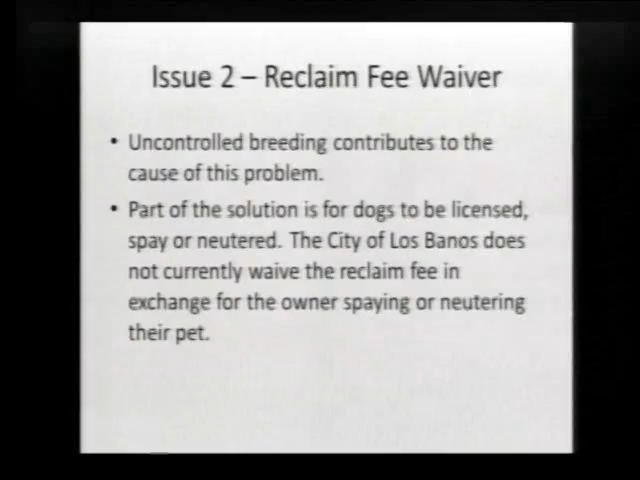 Issue 2 – Reclaim Fee Waiver
• Uncontrolled breeding contributes to the
cause of this problem.
• Part of the solution is for dogs to be licensed,
spay or neutered. The City of Los Banos does
not currently waive the reclaim fee in
exchange for the owner spaying or neutering
their pet.